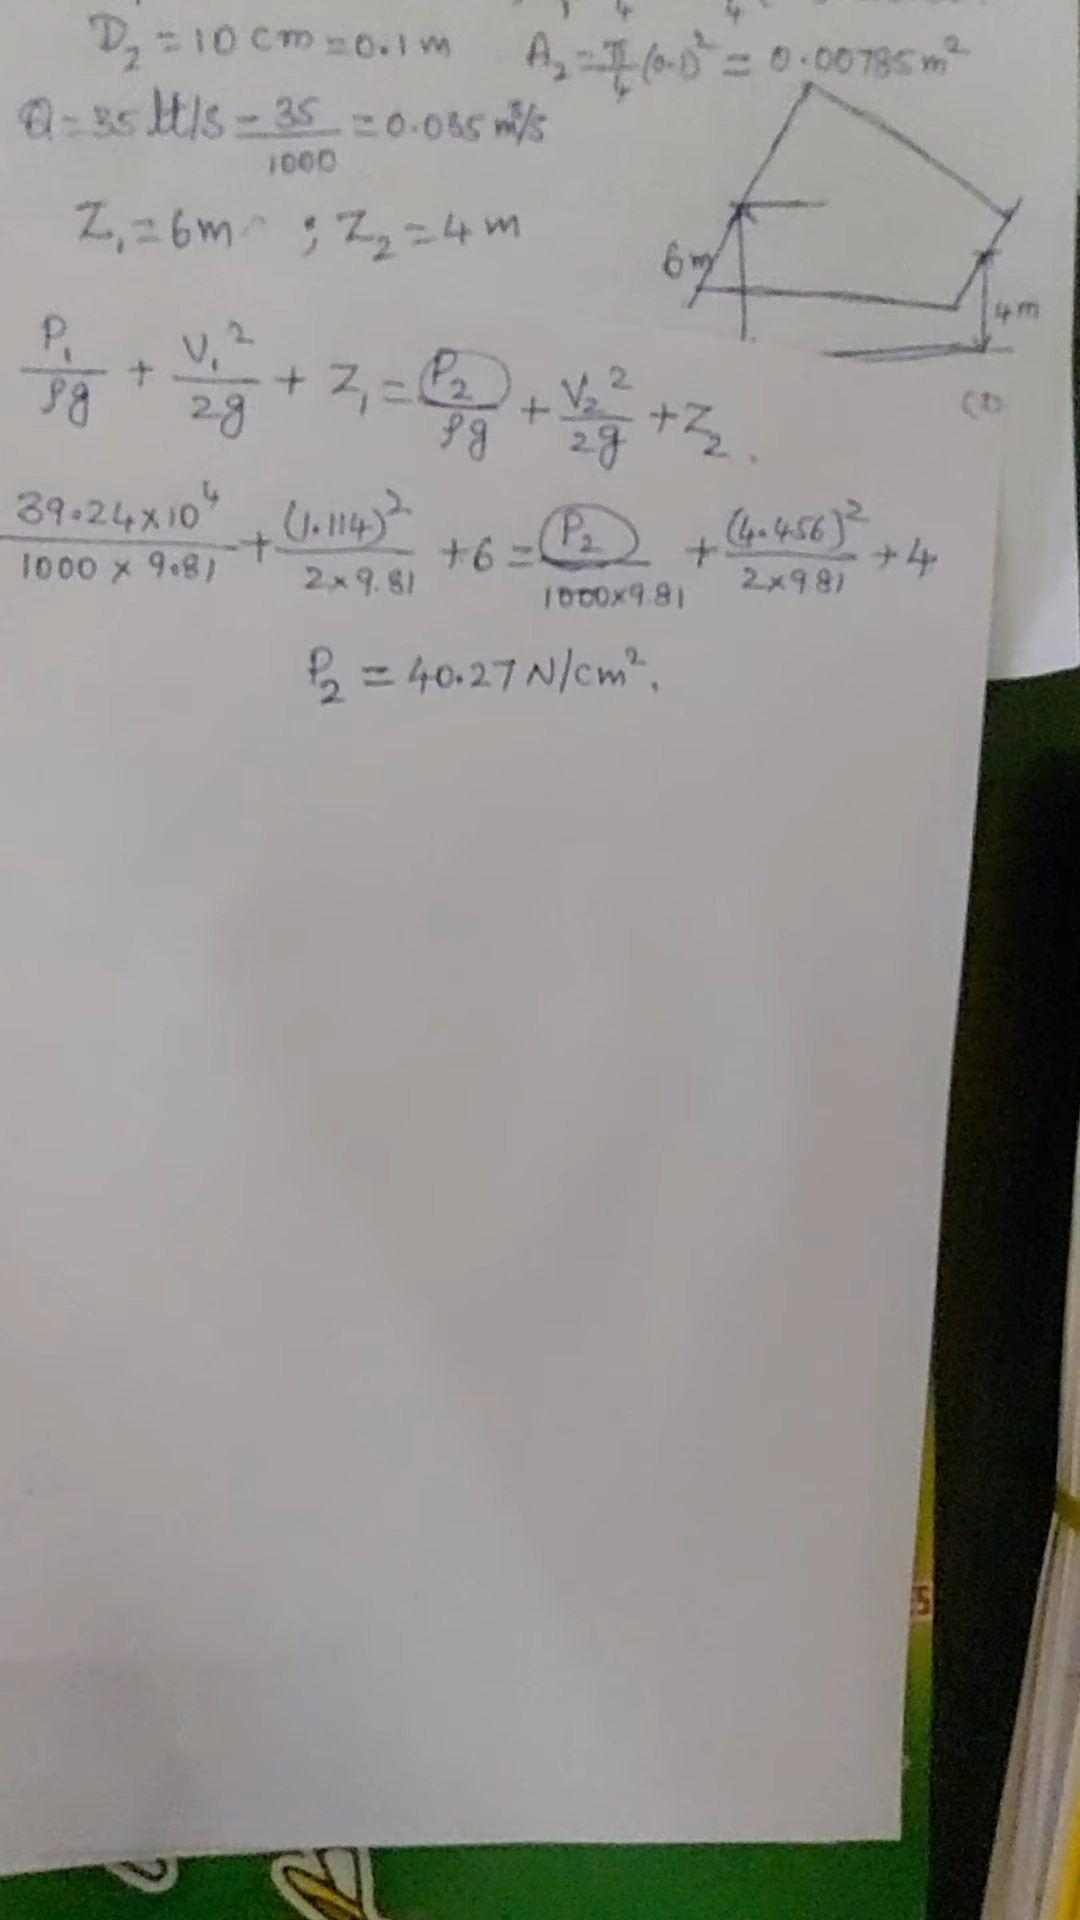 D₂ = 10 cm = 0.1 m A₂ = π/4 (0.1)² = 0.00785 m²
Q = 35 lt/s = 35/1000 = 0.035 m³/s
Z₁ = 6m ; Z₂ = 4 m
6m
4m
P₁/ρg + V₁²/2g + Z₁ = P₂/ρg + V₂²/2g + Z₂.
39.24×10⁴/1000 × 9.81 + (1.114)²/2×9.81 + 6 = P₂/1000×9.81 + (4.456)²/2×981 + 4
P₂ = 40.27 N/cm².